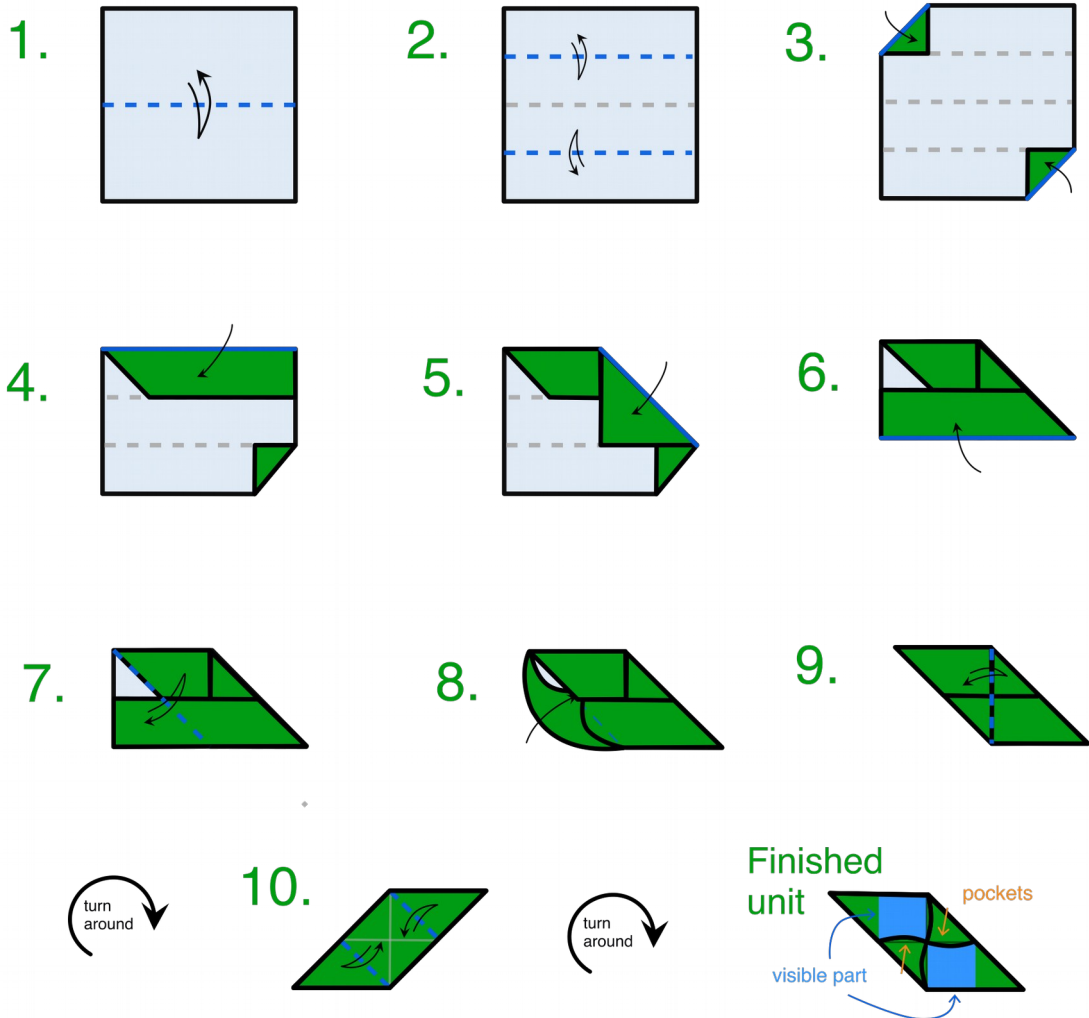 1.
2.
3.
4.
5.
6.
7.
8.
9.
turn
around
10.
turn
around
Finished
unit
pockets
visible part